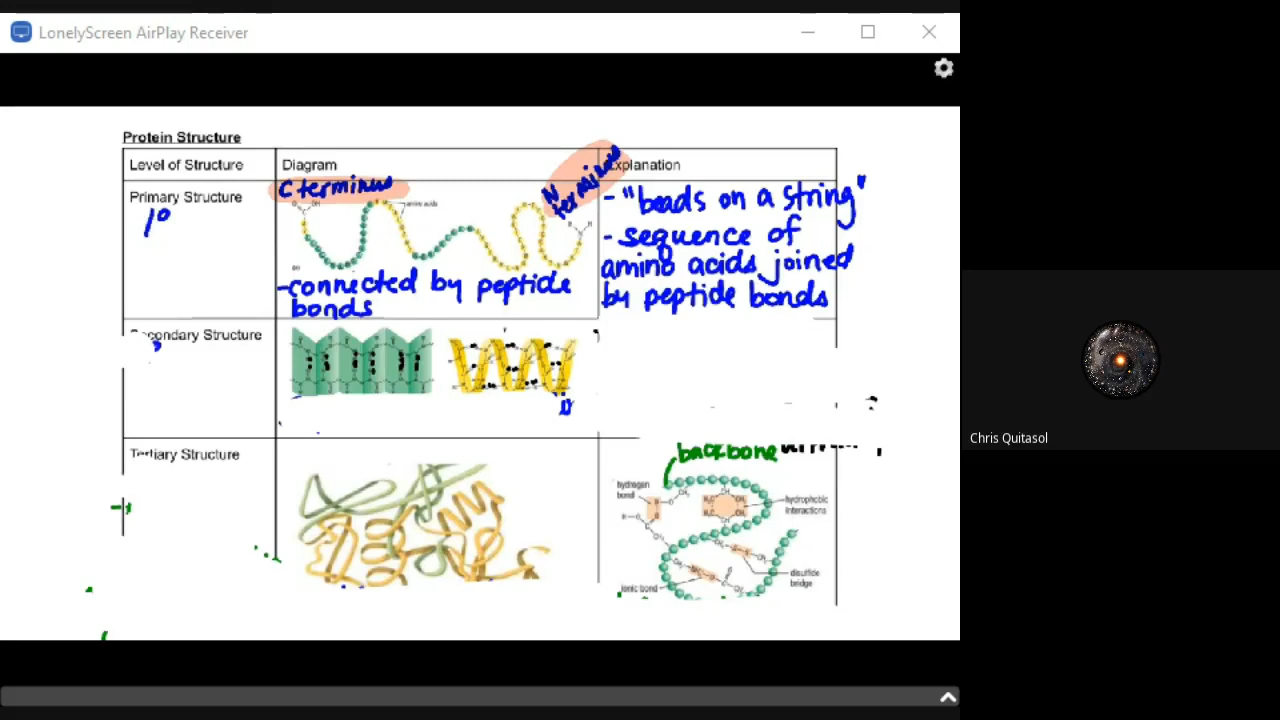 LonelyScreen AirPlay Receiver
Protein Structure
Level of Structure
Diagram
Explanation
Primary Structure
1°
C terminus
N terminus
amino acids
- connected by peptide
bonds
- "beads on a string"
- sequence of
amino acids joined
by peptide bonds
Secondary Structure
Tertiary Structure
backbone
hydrogen
bond
hydrophobic
interactions
disulfide
bridge
ionic bond
Chris Quitasol